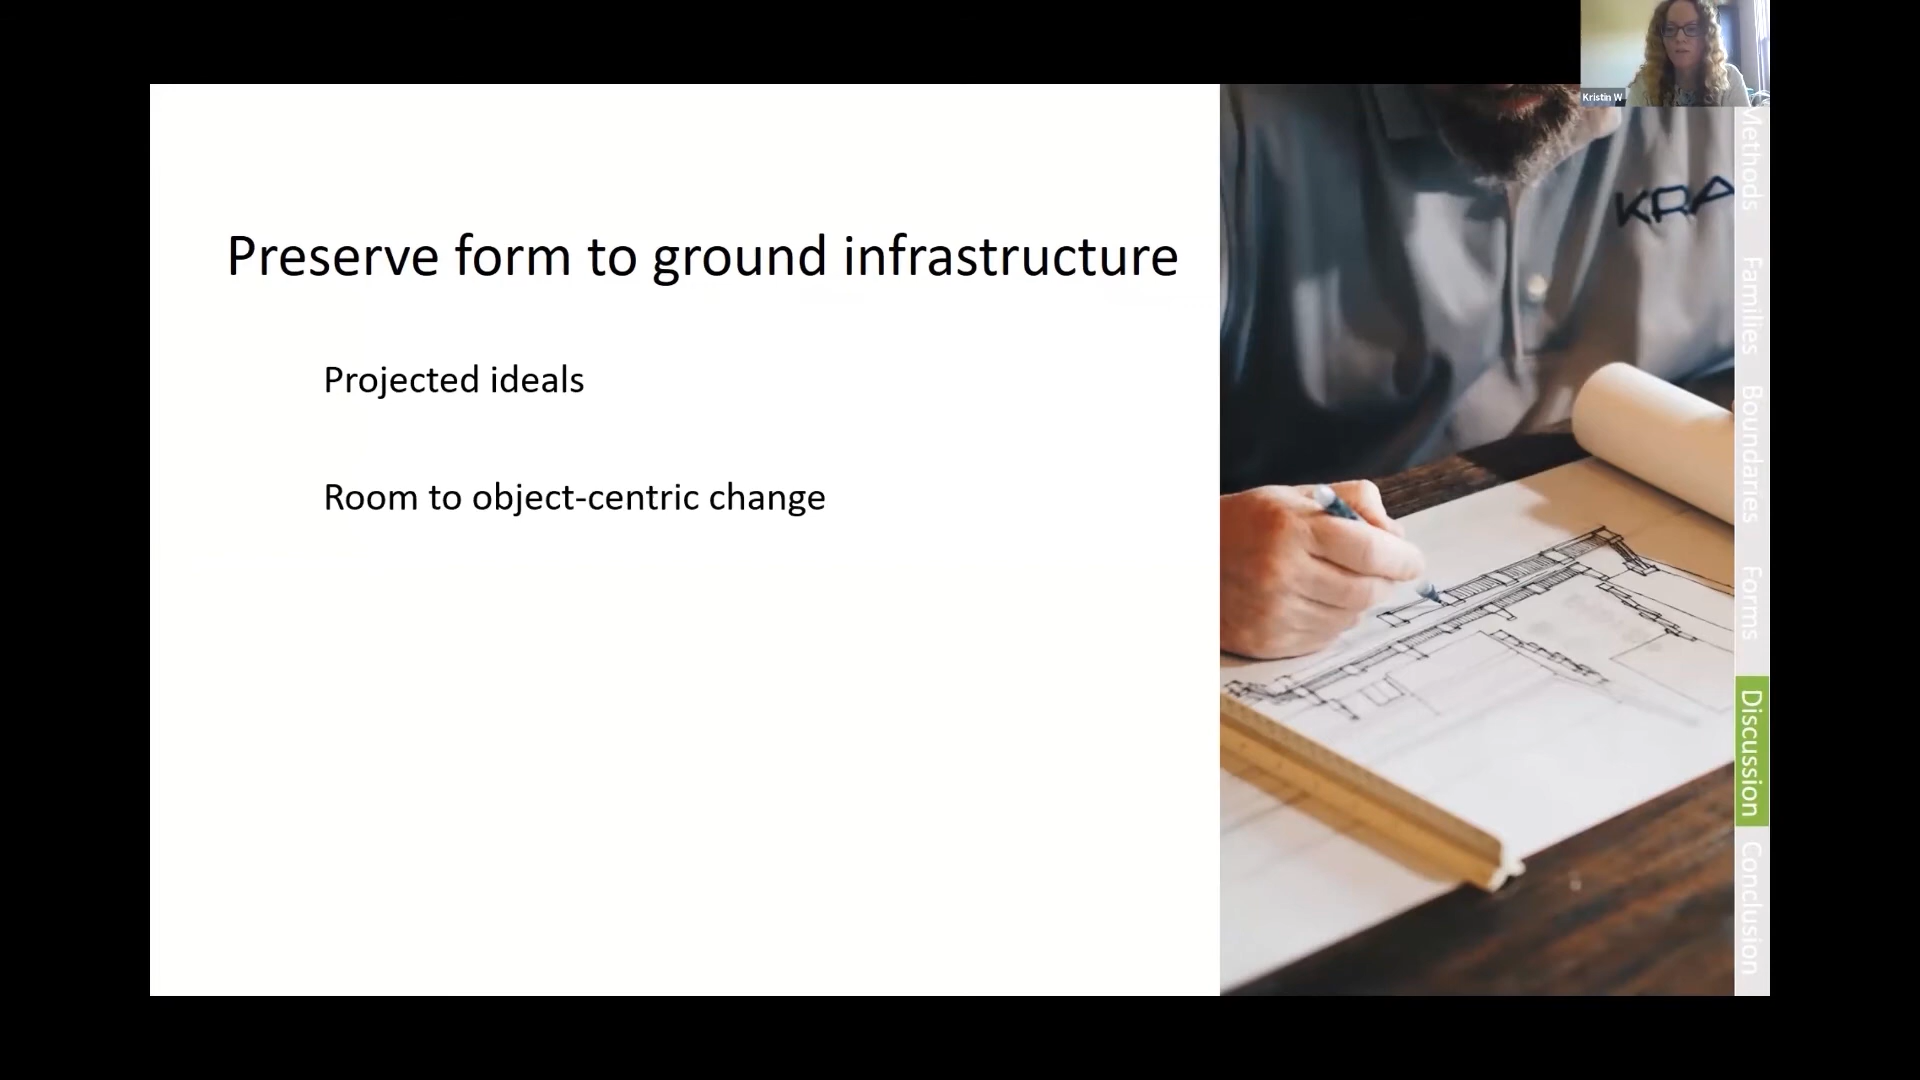 Kristin W
Preserve form to ground infrastructure
Projected ideals
Room to object-centric change
KRA
Methods
Families
Boundaries
Forms
Discussion
Conclusion